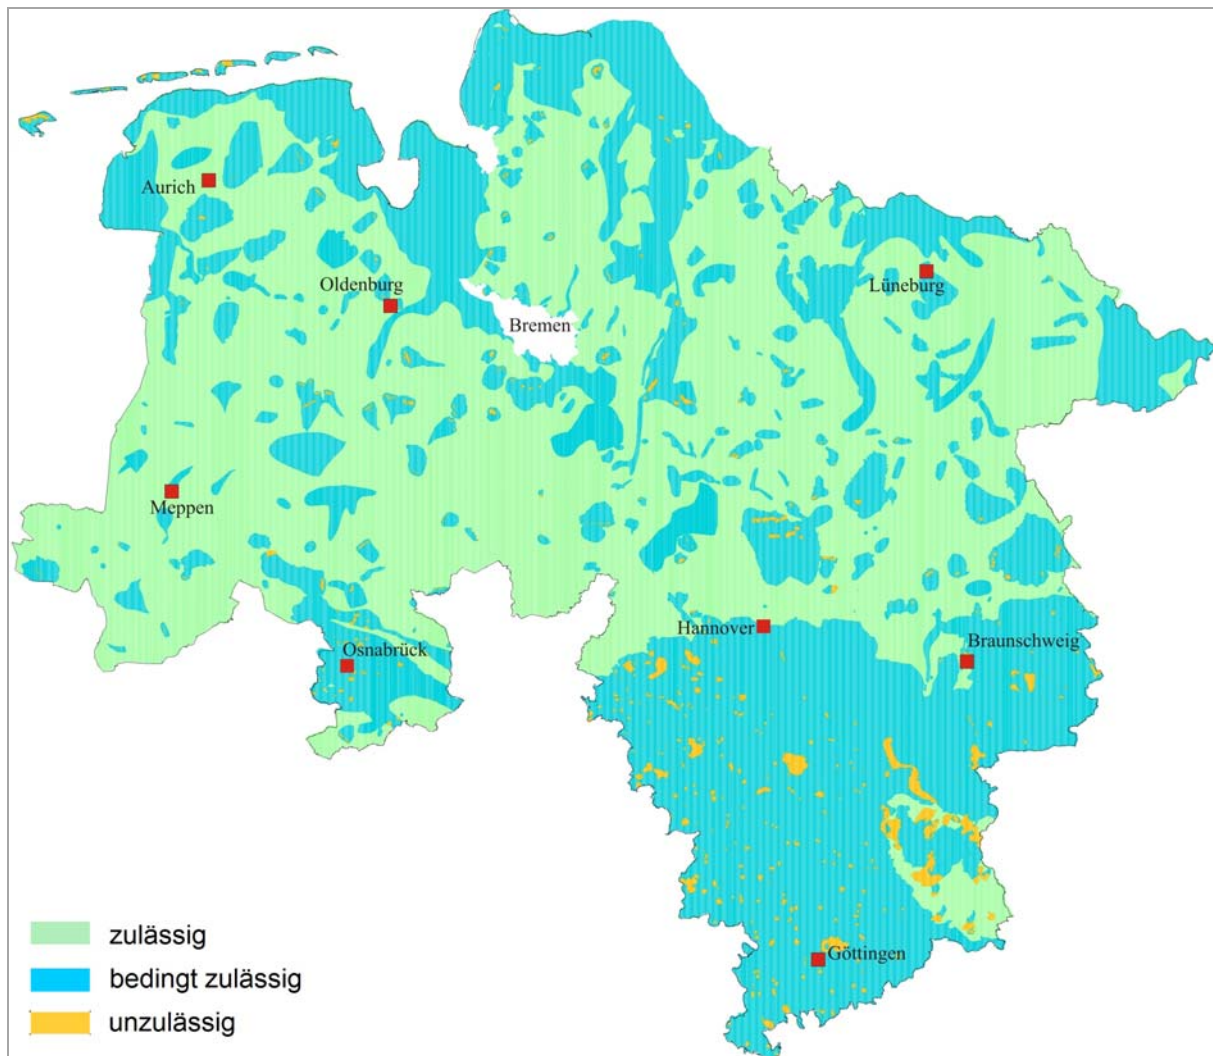 Aurich
Oldenburg
Bremen
Lüneburg
Meppen
Hannover
Osnabrück
Braunschweig
Göttingen
zulässig
bedingt zulässig
unzulässig